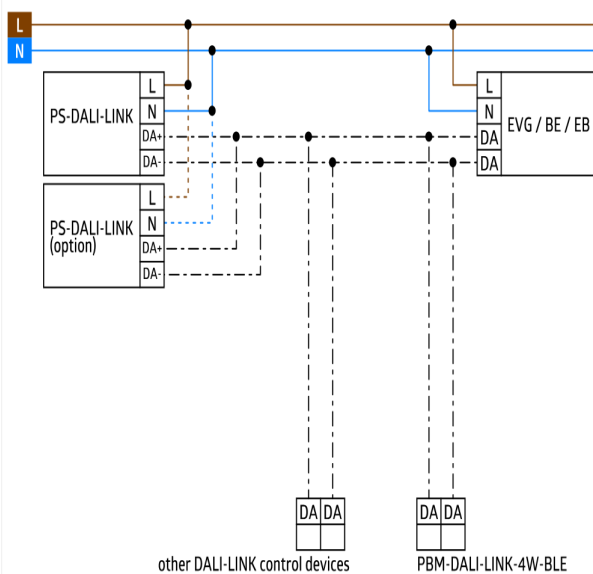 L
N
PS-DALI-LINK
L
N
DA+
DA-
EVG / BE / EB
L
N
DA
DA
PS-DALI-LINK
(option)
L
N
DA+
DA-
DA DA
DA DA
other DALI-LINK control devices
PBM-DALI-LINK-4W-BLE